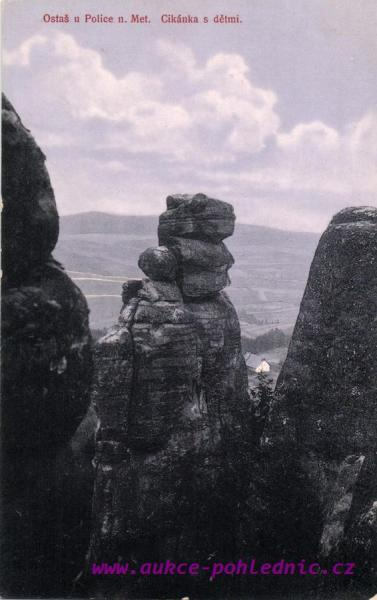 Ostaš u Police n. Met. Cikánka s dětmi.
www.aukce-pohlednic.cz